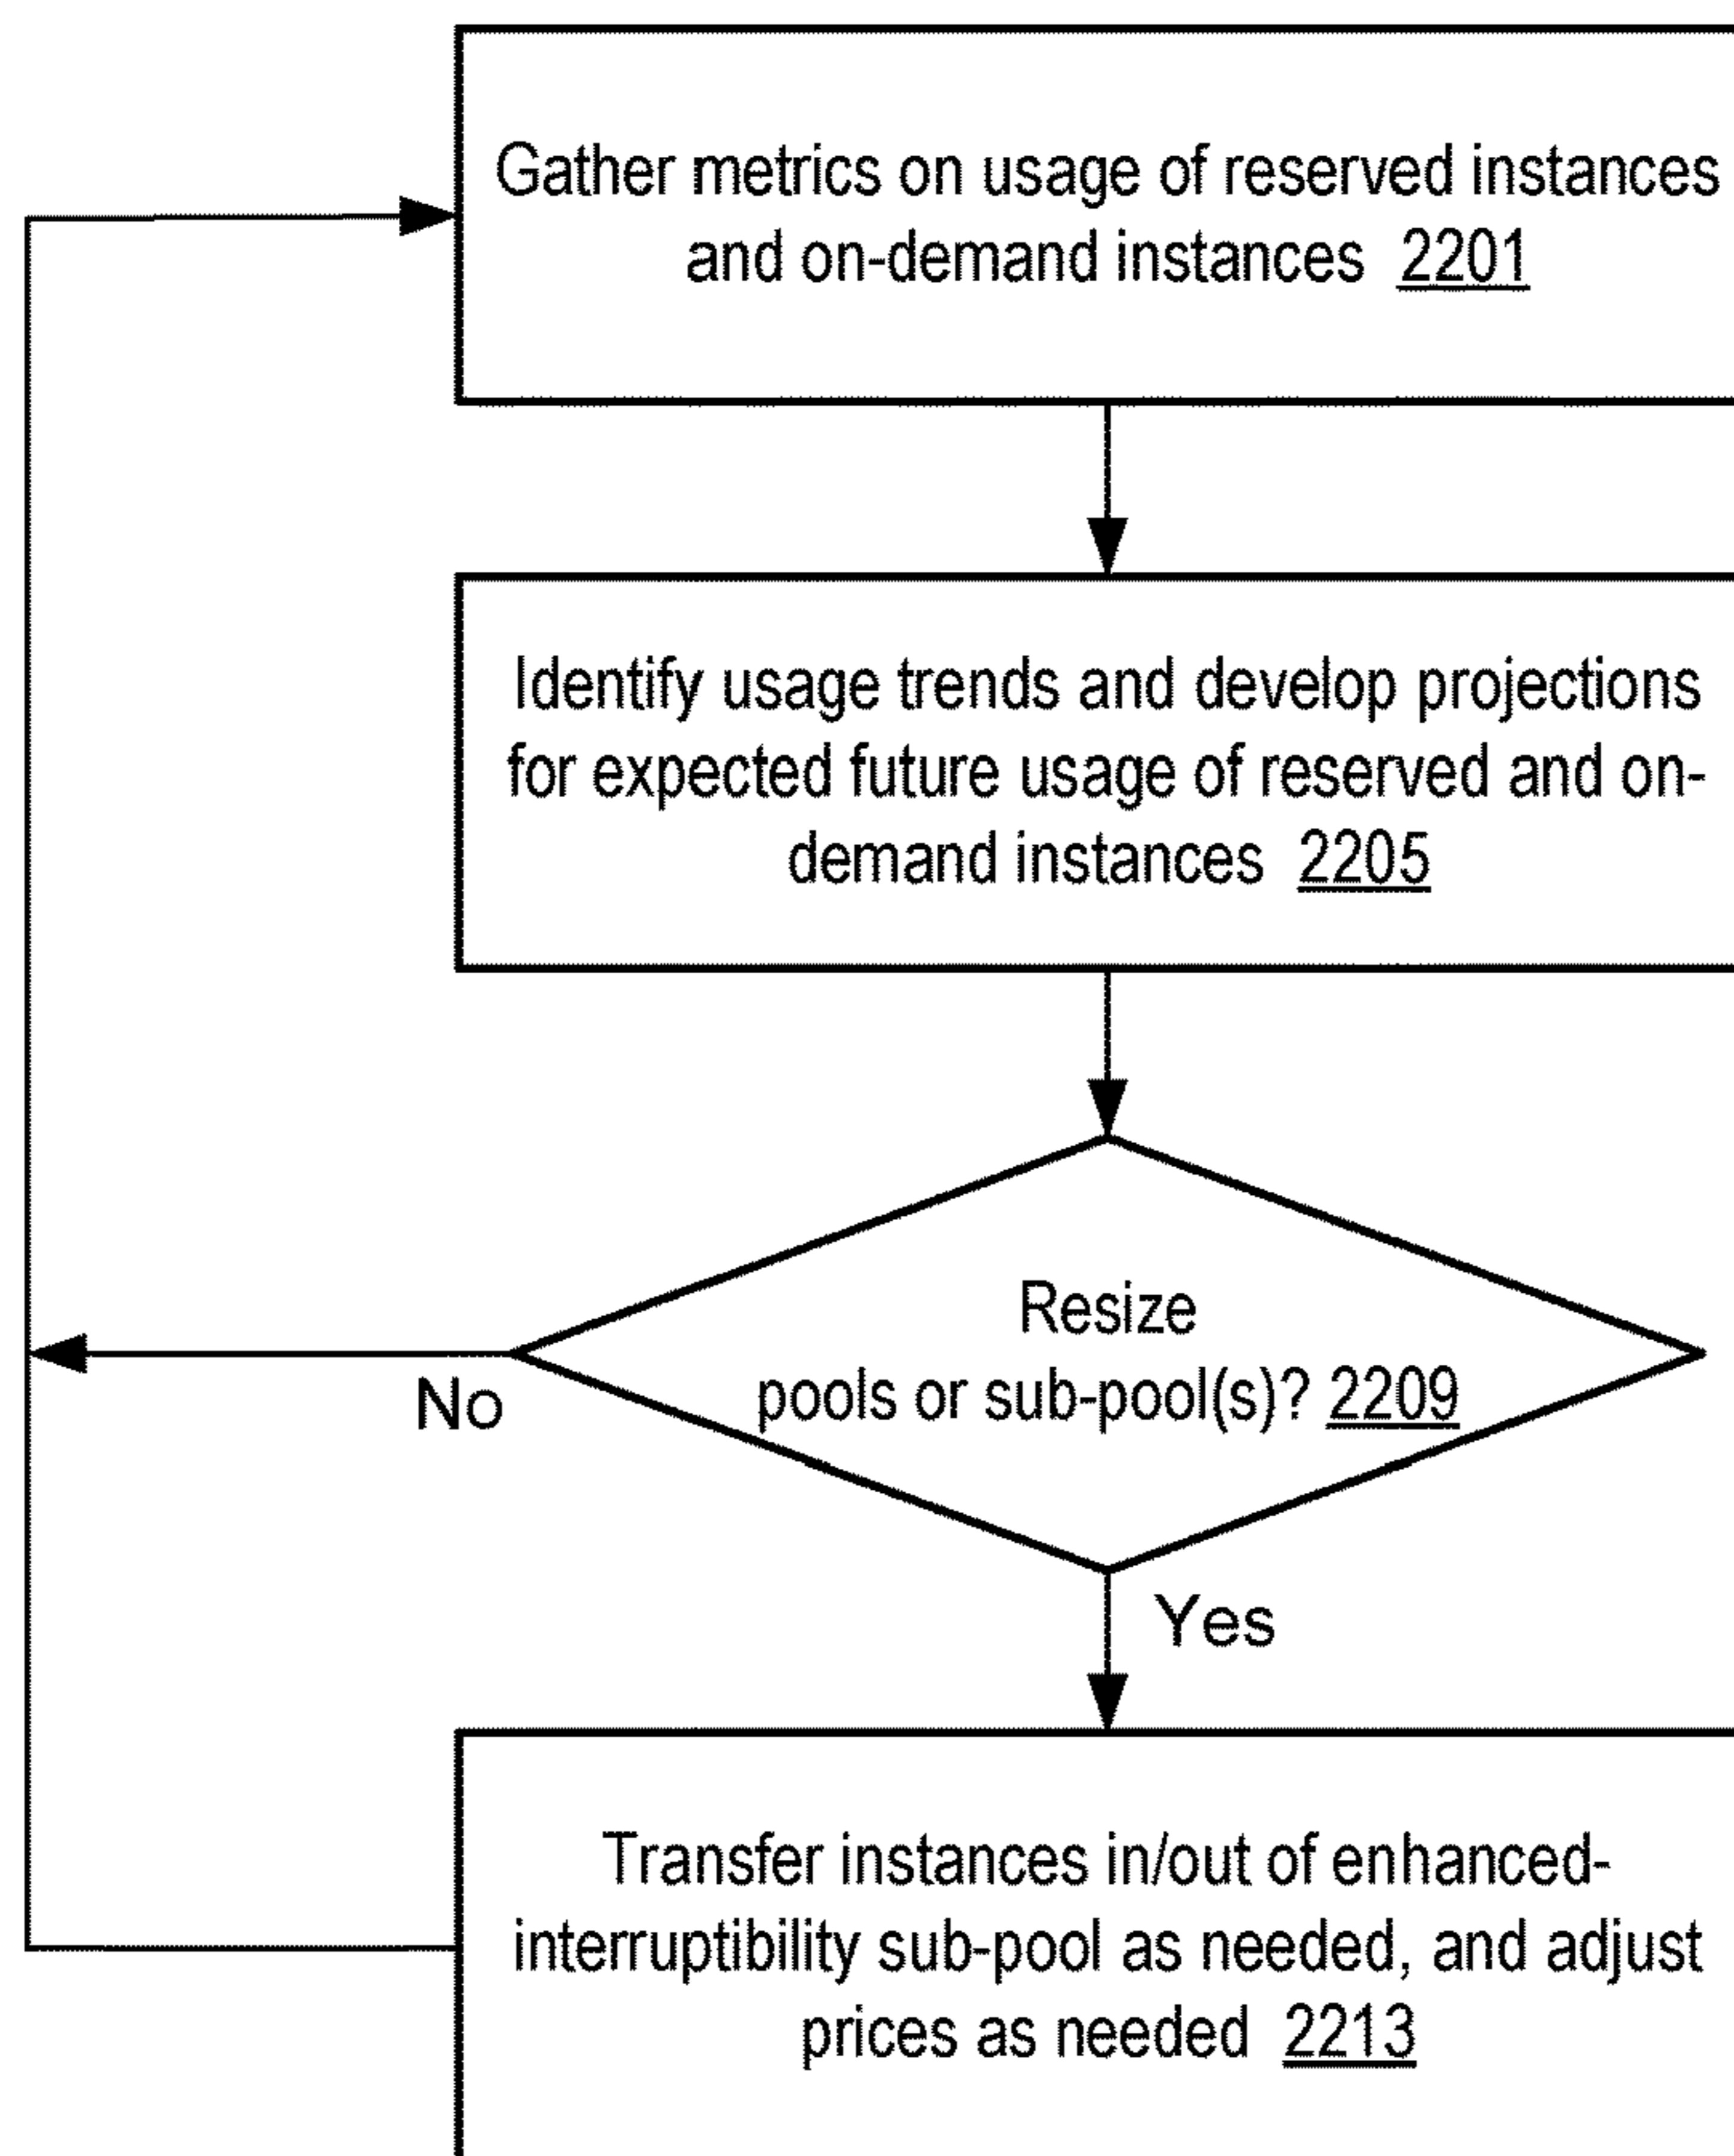 Gather metrics on usage of reserved instances
and on-demand instances 2201
Identify usage trends and develop projections
for expected future usage of reserved and on-
demand instances 2205
Resize
pools or sub-pool(s)? 2209
No
Yes
Transfer instances in/out of enhanced-
interruptibility sub-pool as needed, and adjust
prices as needed 2213